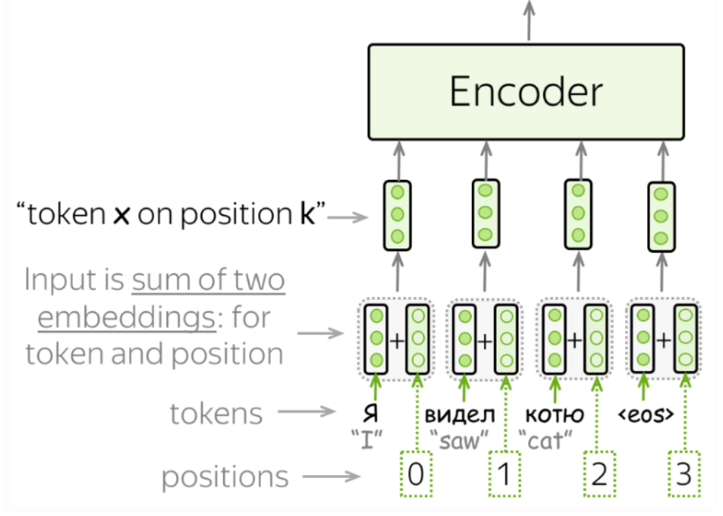 Encoder
“token x on position k”
Input is sum of two
embeddings: for
token and position
+ + + +
tokens
Я видел котю <eos>
“I” “saw” “cat”
positions
0 1 2 3